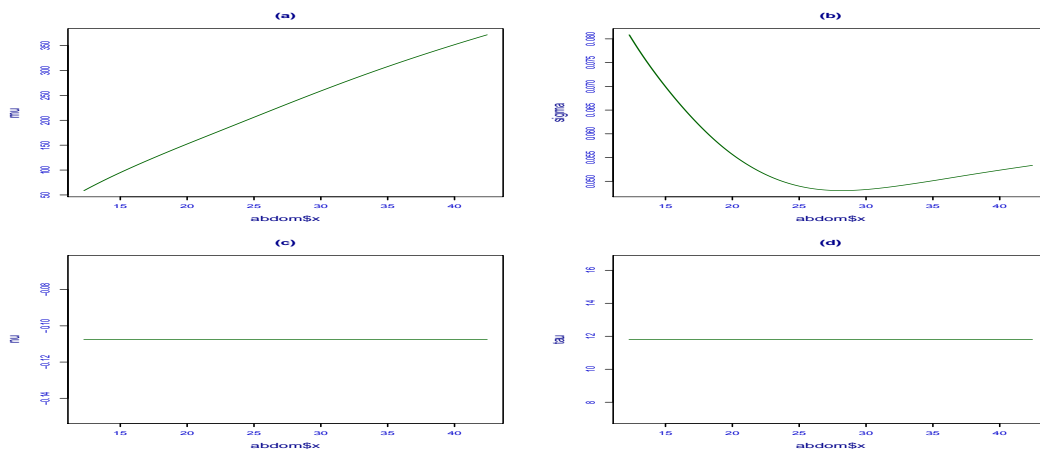 (a)
mu
350
300
250
200
150
100
50
15 20 25 30 35 40
abdom$x
(b)
sigma
0.080
0.075
0.070
0.065
0.060
0.055
0.050
15 20 25 30 35 40
abdom$x
(c)
nu
-0.08
-0.10
-0.12
-0.14
15 20 25 30 35 40
abdom$x
(d)
tau
16
14
12
10
8
15 20 25 30 35 40
abdom$x